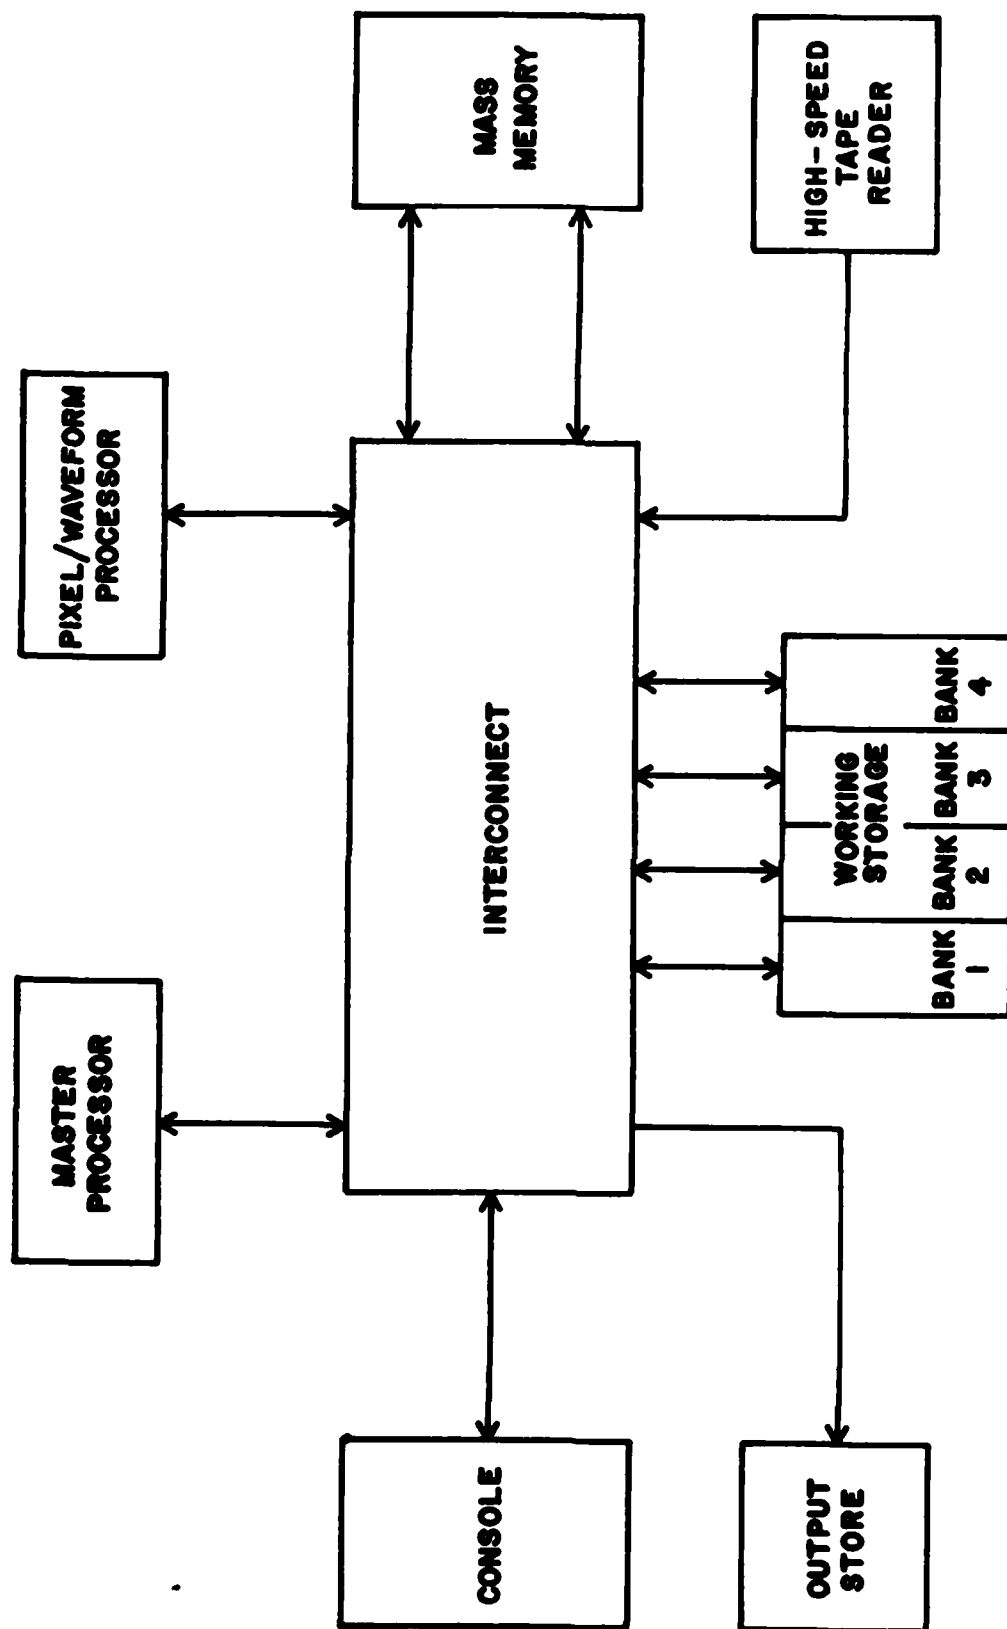 MASTER
PROCESSOR
PIXEL/WAVEFORM
PROCESSOR
CONSOLE
INTERCONNECT
MASS
MEMORY
OUTPUT
STORE
WORKING
STORAGE
BANK
1
BANK
2
BANK
3
BANK
4
HIGH-SPEED
TAPE
READER